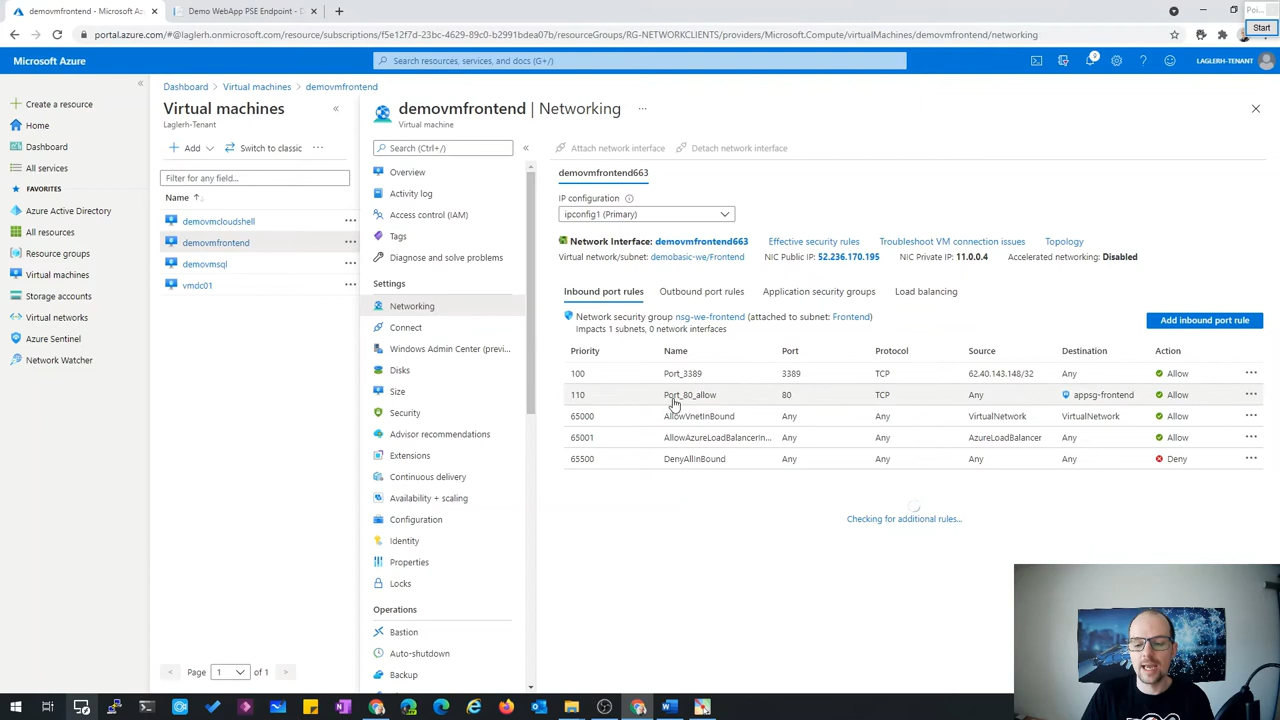 demovmfrontend - Microsoft Az
Demo WebApp PSE Endpoint - D
Poi...
Start
portal.azure.com/#@laglerh.onmicrosoft.com/resource/subscriptions/f5e12f7d-23bc-4629-89c0-b2991bdea07/resourceGroups/RG-NETWORKCLIENTS/providers/Microsoft.Compute/virtualMachines/demovmfrontend/networking
Microsoft Azure
Search resources, services, and docs (G+/)
LAGLERH-TENANT
Dashboard > Virtual machines > demovmfrontend
Create a resource
Home
Dashboard
All services
FAVORITES
Azure Active Directory
All resources
Resource groups
Virtual machines
Storage accounts
Virtual networks
Azure Sentinel
Network Watcher
Virtual machines
Laglerh-Tenant
Add
Switch to classic
Filter for any field...
Name
demovmcloudshell
demovmfrontend
demovmsql
vmdc01
Page 1 of 1
demovmfrontend | Networking
Virtual machine
Search (Ctrl+/)
Overview
Activity log
Access control (IAM)
Tags
Diagnose and solve problems
Settings
Networking
Connect
Windows Admin Center (previ...
Disks
Size
Security
Advisor recommendations
Extensions
Continuous delivery
Availability + scaling
Configuration
Identity
Properties
Locks
Operations
Bastion
Auto-shutdown
Backup
Attach network interface
Detach network interface
demovmfrontend663
IP configuration
ipconfig1 (Primary)
Network Interface: demovmfrontend663 Effective security rules Troubleshoot VM connection issues Topology
Virtual network/subnet: demobasic-we/Frontend NIC Public IP: 52.236.170.195 NIC Private IP: 11.0.0.4 Accelerated networking: Disabled
Inbound port rules Outbound port rules Application security groups Load balancing
Network security group nsg-we-frontend (attached to subnet: Frontend)
Impacts 1 subnets, 0 network interfaces
Add inbound port rule
Priority Name Port Protocol Source Destination Action
100 Port_3389 3389 TCP 62.40.143.148/32 Any Allow
110 Port_80_allow 80 TCP Any appsg-frontend Allow
65000 AllowVnetInBound Any Any VirtualNetwork VirtualNetwork Allow
65001 AllowAzureLoadBalancerIn... Any Any AzureLoadBalancer Any Allow
65500 DenyAllInBound Any Any Any Any Deny
Checking for additional rules...